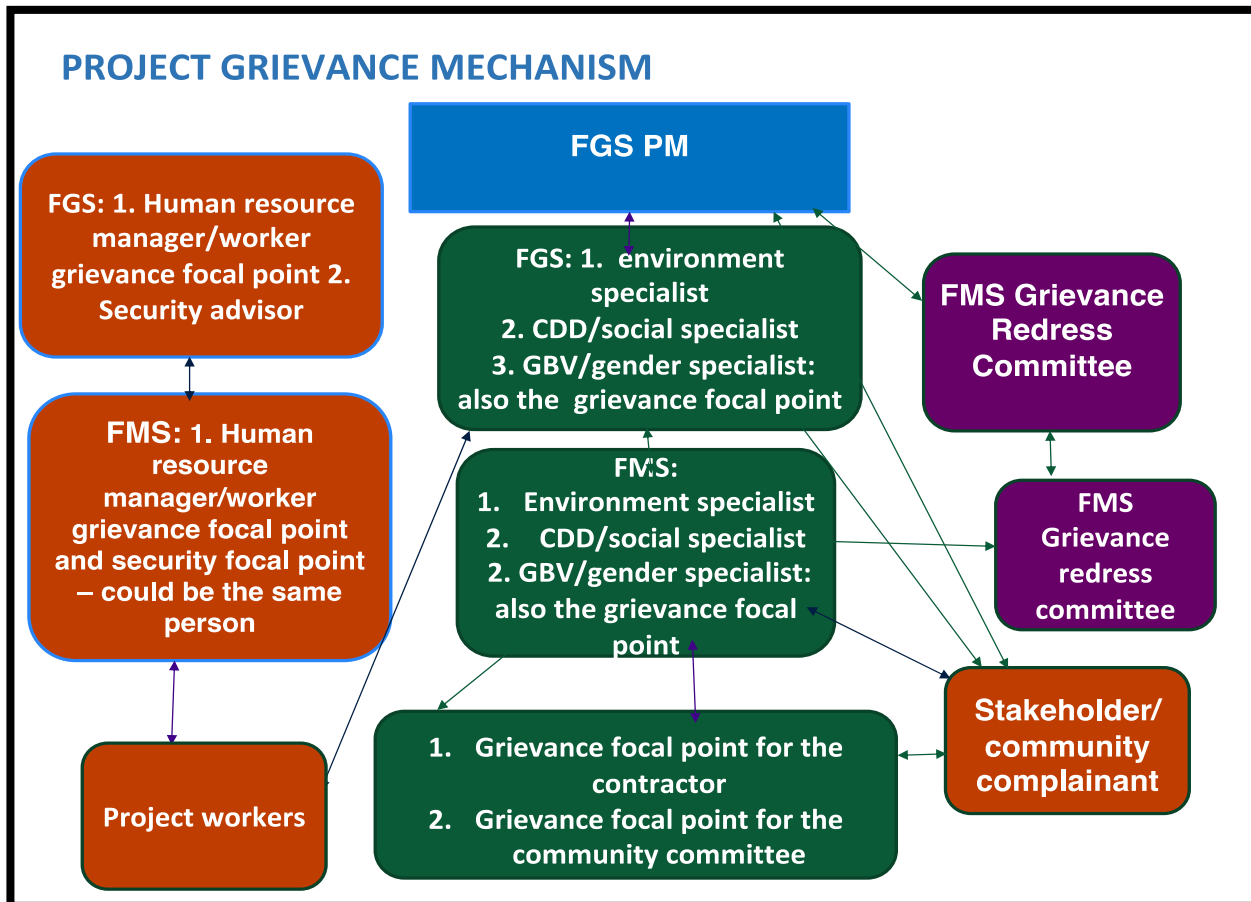 PROJECT GRIEVANCE MECHANISM
FGS PM
FGS: 1. Human resource
manager/worker
grievance focal point 2.
Security advisor
FGS: 1. environment
specialist
2. CDD/social specialist
3. GBV/gender specialist:
also the grievance focal point
FMS Grievance
Redress
Committee
FMS: 1. Human
resource
manager/worker
grievance focal point
and security focal point
– could be the same
person
FMS:
1. Environment specialist
2. CDD/social specialist
2. GBV/gender specialist:
also the grievance focal
point
FMS
Grievance
redress
committee
Stakeholder/
community
complainant
Project workers
1. Grievance focal point for the
contractor
2. Grievance focal point for the
community committee